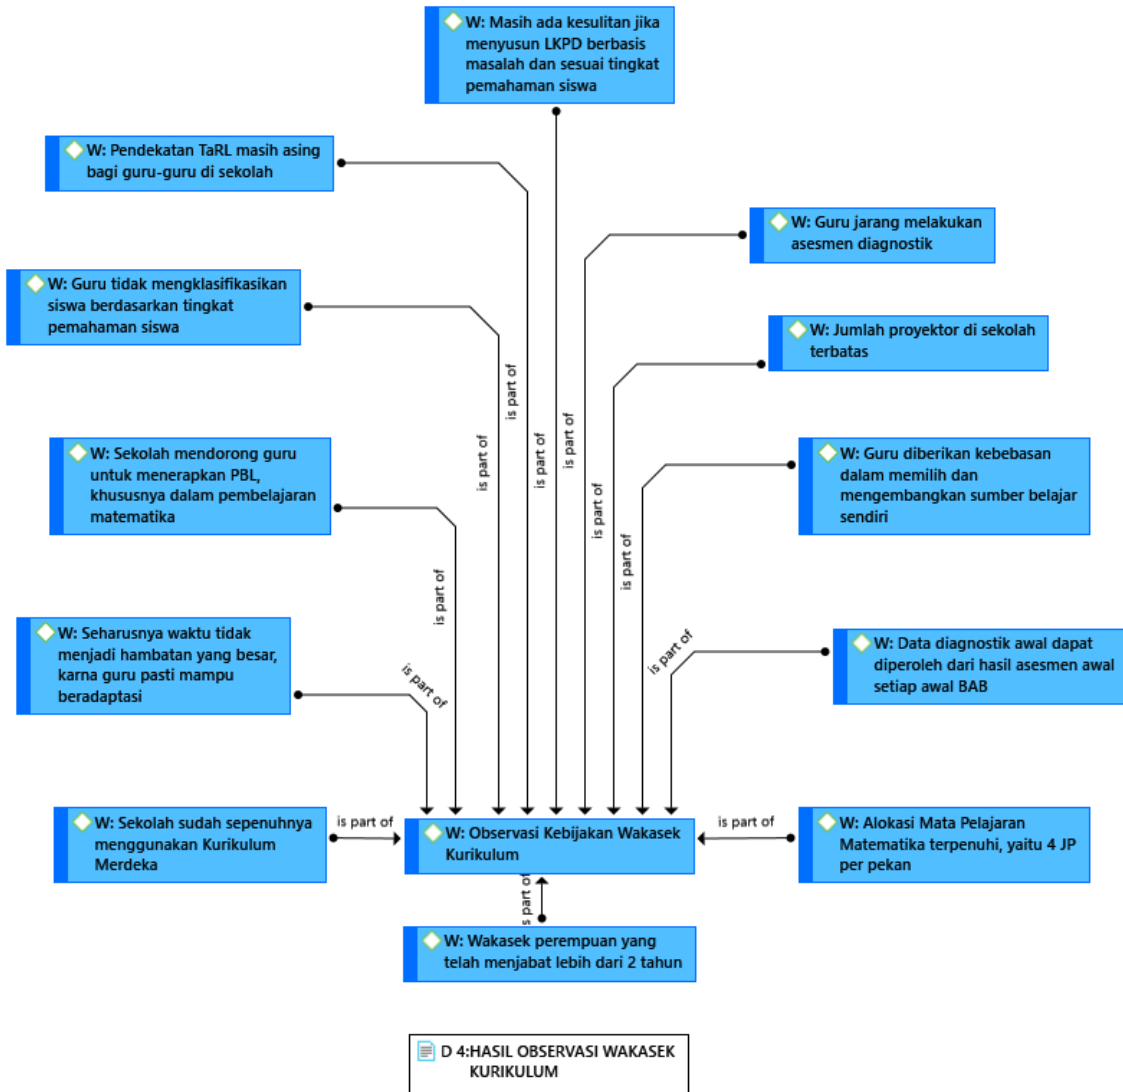 W: Masih ada kesulitan jika
menyusun LKPD berbasis
masalah dan sesuai tingkat
pemahaman siswa
W: Pendekatan TaRL masih asing
bagi guru-guru di sekolah
W: Guru jarang melakukan
asesmen diagnostik
W: Guru tidak mengklasifikasikan
siswa berdasarkan tingkat
pemahaman siswa
W: Jumlah proyektor di sekolah
terbatas
W: Sekolah mendorong guru
untuk menerapkan PBL,
khususnya dalam pembelajaran
matematika
W: Guru diberikan kebebasan
dalam memilih dan
mengembangkan sumber belajar
sendiri
is part of
is part of
is part of
is part of
is part of
is part of
is part of
W: Seharusnya waktu tidak
menjadi hambatan yang besar,
karna guru pasti mampu
beradaptasi
is part of
is part of
W: Data diagnostik awal dapat
diperoleh dari hasil asesmen awal
setiap awal BAB
W: Sekolah sudah sepenuhnya
menggunakan Kurikulum
Merdeka
is part of
W: Observasi Kebijakan Wakasek
Kurikulum
is part of
W: Alokasi Mata Pelajaran
Matematika terpenuhi, yaitu 4 JP
per pekan
is part of
W: Wakasek perempuan yang
telah menjabat lebih dari 2 tahun
D 4:HASIL OBSERVASI WAKASEK
KURIKULUM